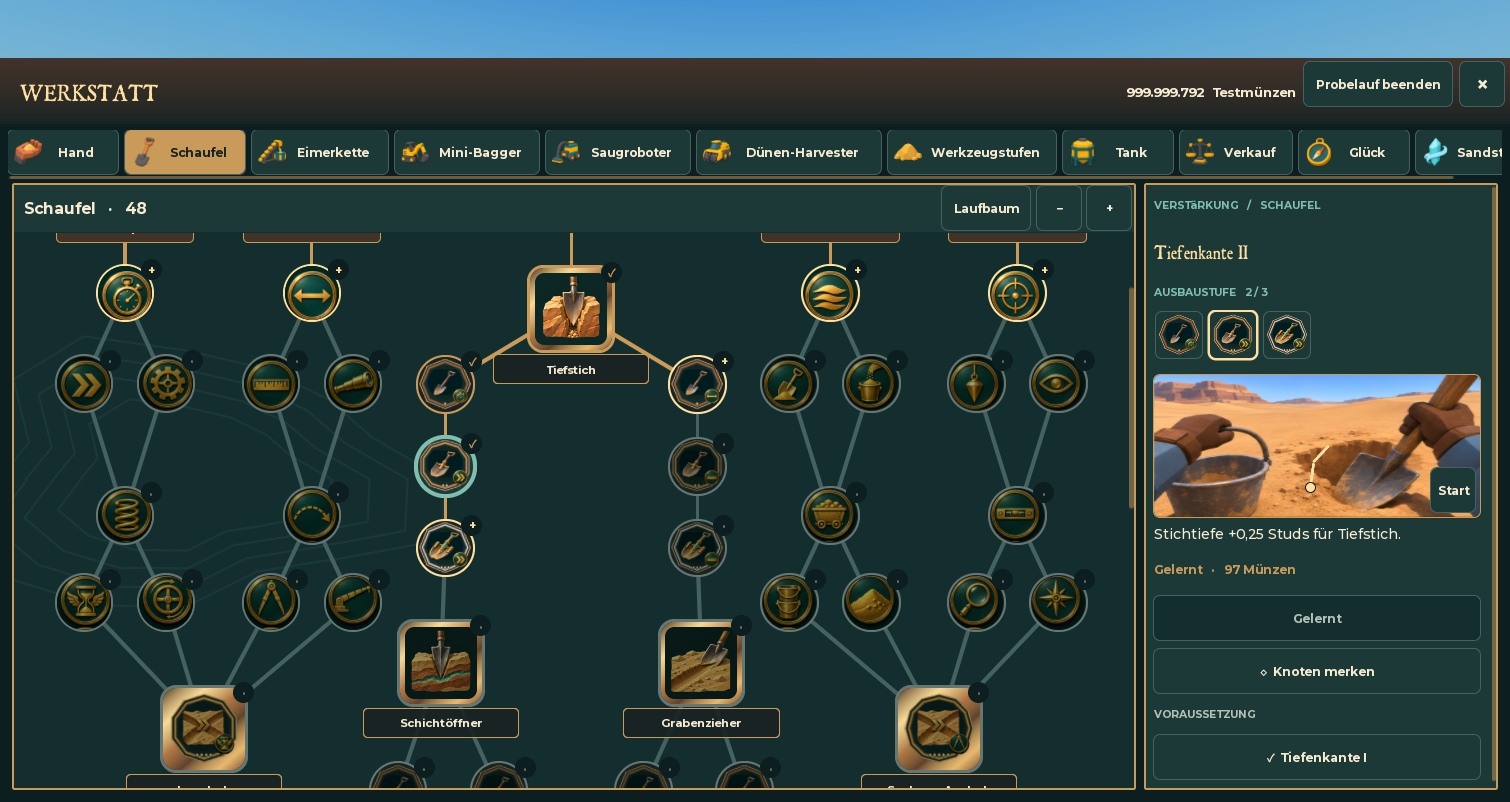 WERKSTATT
999.999.792 Testmünzen
Probelauf beenden
×
Hand
Schaufel
Eimerkette
Mini-Bagger
Saugroboter
Dünen-Harvester
Werkzeugstufen
Tank
Verkauf
Glück
Sandst
Schaufel · 48
Laufbaum
–
+
Tiefstich
Schichtöffner
Grabenzieher
VERSTäRKUNG / SCHAUFEL
Tiefenkante II
AUSBAUSTUFE 2/3
Start
Stichtiefe +0,25 Studs für Tiefstich.
Gelernt · 97 Münzen
Gelernt
⋄ Knoten merken
VORAUSSETZUNG
✓ Tiefenkante I